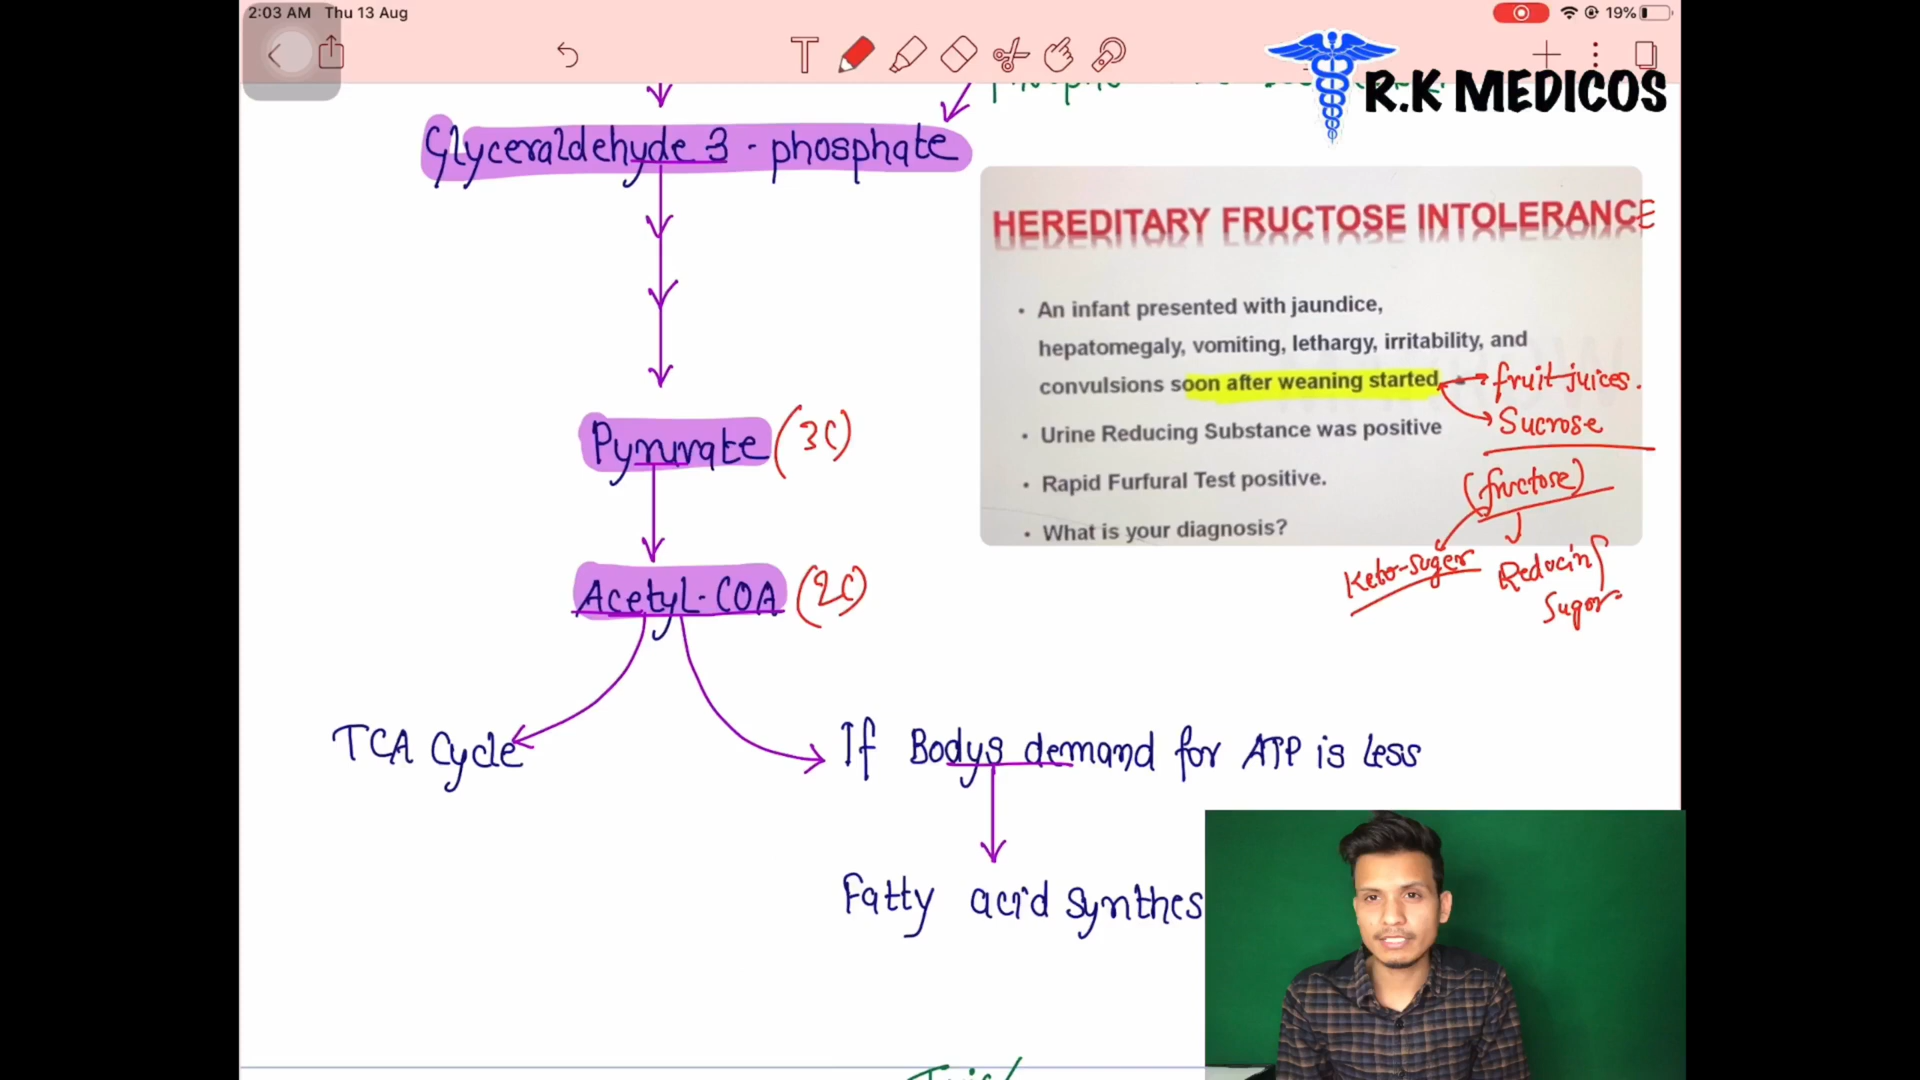 2:03 AM Thu 13 Aug
19%
R.K MEDICOS
Glyceraldehyde 3 - phosphate
HEREDITARY FRUCTOSE INTOLERANCE
• An infant presented with jaundice,
hepatomegaly, vomiting, lethargy, irritability, and
convulsions soon after weaning started.
fruit juices.
Sucrose
• Urine Reducing Substance was positive
(fructose)
• Rapid Furfural Test positive.
• What is your diagnosis?
Keto-suger
Reducing
Sugar
Pyruvate (3C)
Acetyl-COA (2C)
TCA Cycle
If Bodys demand for ATP is less
Fatty acid synthes